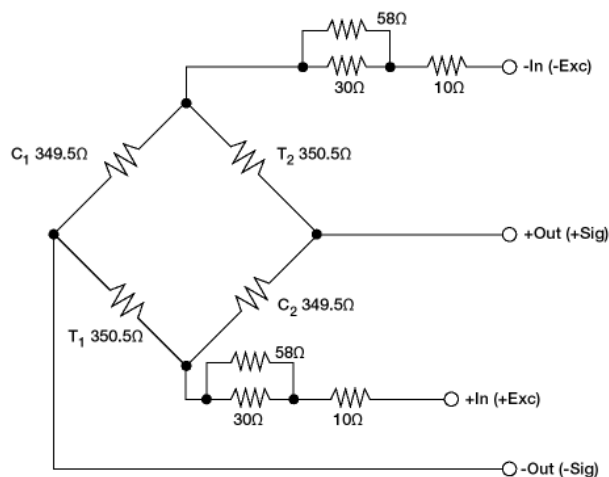 58Ω
30Ω
10Ω
-In (-Exc)
C₁ 349.5Ω
T₂ 350.5Ω
+Out (+Sig)
T₁ 350.5Ω
C₂ 349.5Ω
58Ω
30Ω
10Ω
+In (+Exc)
-Out (-Sig)